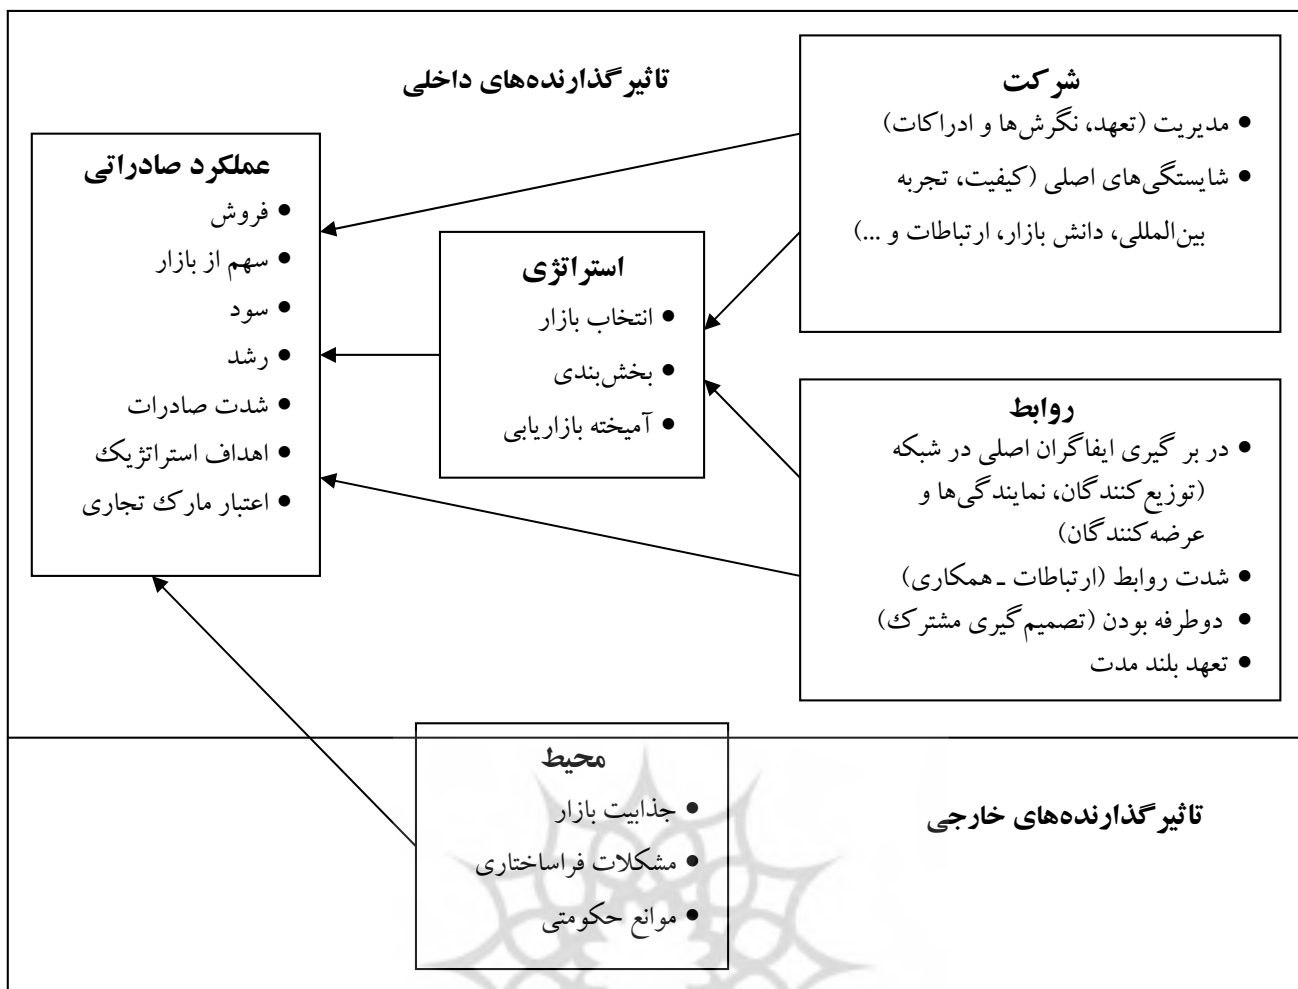 تاثیرگذارنده‌های داخلی
شرکت
● مدیریت (تعهد، نگرش‌ها و ادراکات)
● شایستگی‌های اصلی (کیفیت، تجربه
بین‌المللی، دانش بازار، ارتباطات و ...)
روابط
● در بر گیری ایفاگران اصلی در شبکه
(توزیع‌کنندگان، نمایندگی‌ها و
عرضه‌کنندگان)
● شدت روابط (ارتباطات ـ همکاری)
● دوطرفه بودن (تصمیم‌گیری مشترک)
● تعهد بلند مدت
استراتژی
● انتخاب بازار
● بخش‌بندی
● آمیخته بازاریابی
عملکرد صادراتی
● فروش
● سهم از بازار
● سود
● رشد
● شدت صادرات
● اهداف استراتژیک
● اعتبار مارک تجاری
تاثیرگذارنده‌های خارجی
محیط
● جذابیت بازار
● مشکلات فراساختاری
● موانع حکومتی